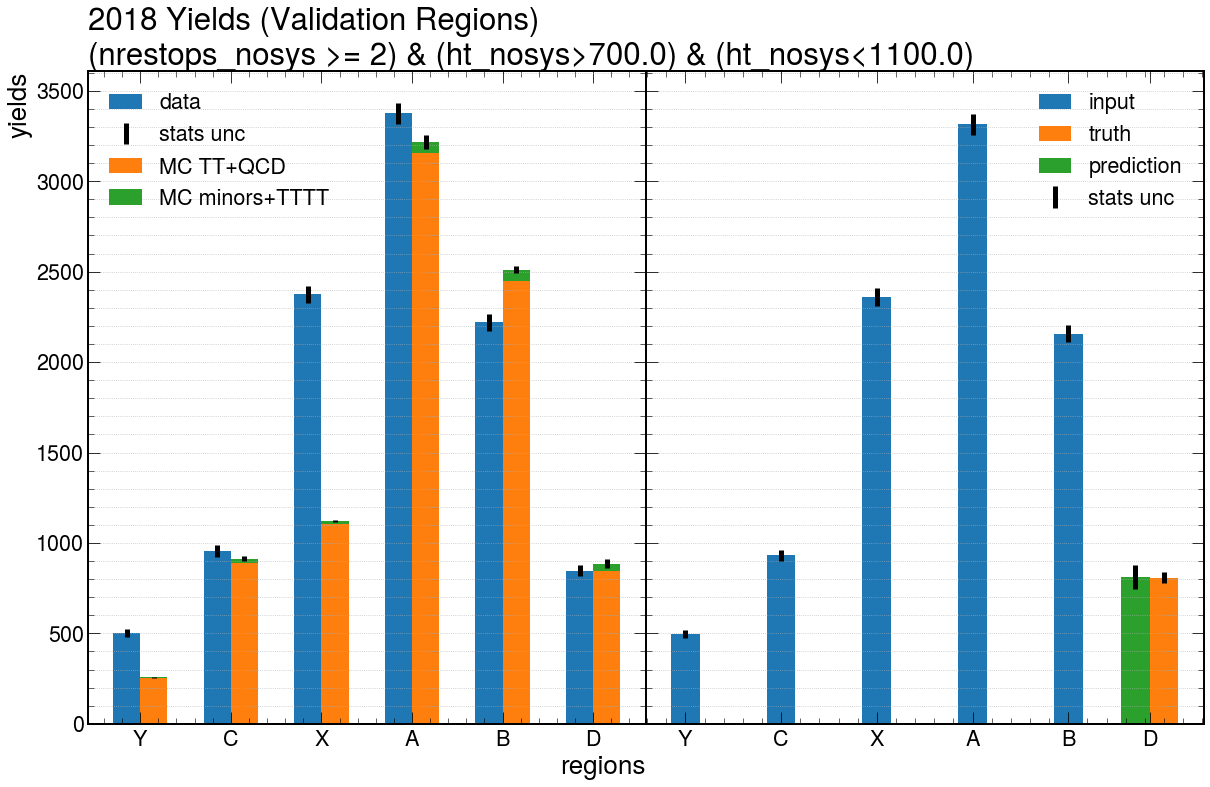 2018 Yields (Validation Regions)
(nrestops_nosys >= 2) & (ht_nosys>700.0) & (ht_nosys<1100.0)
yields
3500
3000
2500
2000
1500
1000
500
0
data
stats unc
MC TT+QCD
MC minors+TTTT
input
truth
prediction
stats unc
Y C X A B D
Y C X A B D
regions